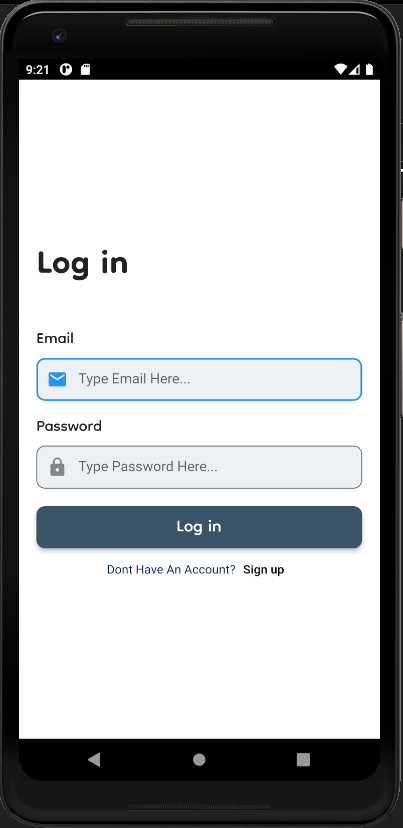 9:21
Log in
Email
Type Email Here...
Password
Type Password Here...
Log in
Dont Have An Account? Sign up